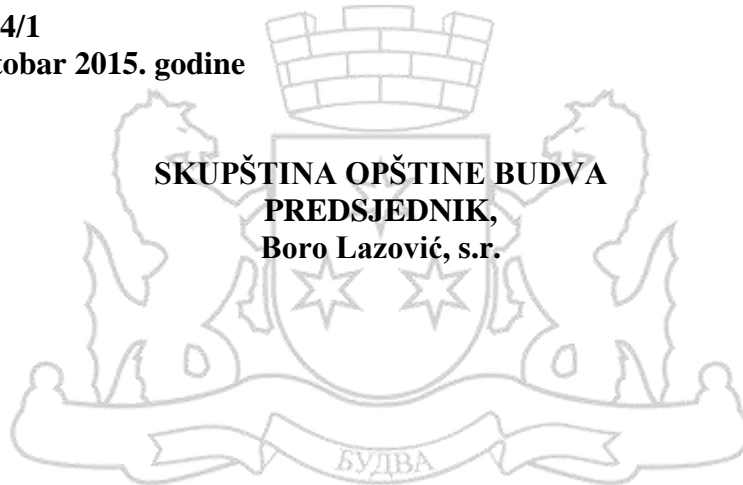 4/1
tobar 2015. godine
SKUPŠTINA OPŠTINE BUDVA
PREDSJEDNIK,
Boro Lazović, s.r.
БУДВА